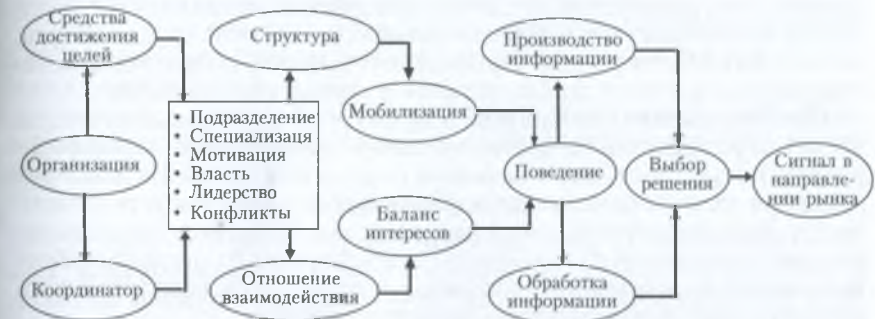 Средства
достижения
целей
Организация
Координатор
• Подразделение
• Специализаця
• Мотивация
• Власть
• Лидерство
• Конфликты
Структура
Отношение
взаимодействия
Мобилизация
Баланс
интересов
Поведение
Производство
информации
Обработка
информации
Выбор
решения
Сигнал в
направле-
нии рынка